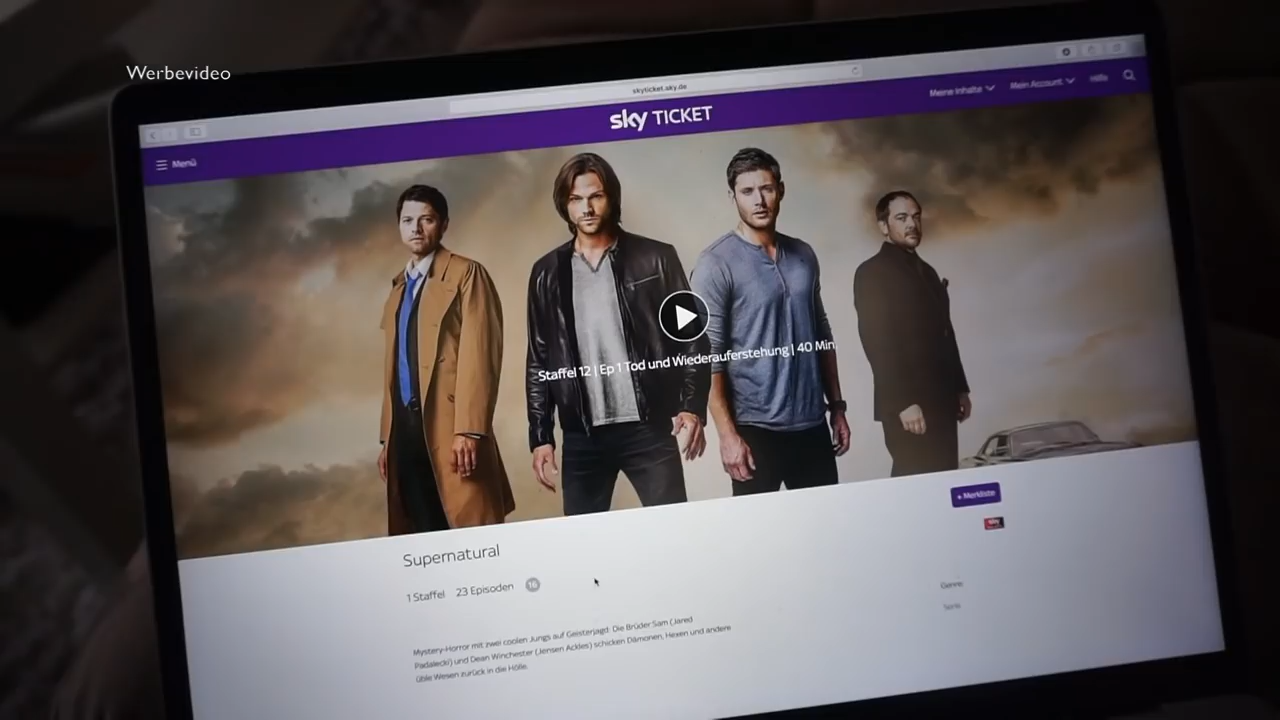 Werbevideo
skyticket.sky.de
sky TICKET
Meine Inhalte
Mein Account
Hilfe
Menü
Staffel 12 | Ep 1 Tod und Wiederauferstehung | 40 Min.
+ Merkliste
sky
Supernatural
1 Staffel 23 Episoden 16
Genre
Serie
Mystery-Horror mit zwei coolen Jungs auf Geisterjagd: Die Brüder Sam (Jared
Padalecki) und Dean Winchester (Jensen Ackles) schicken Dämonen, Hexen und andere
üble Wesen zurück in die Hölle.